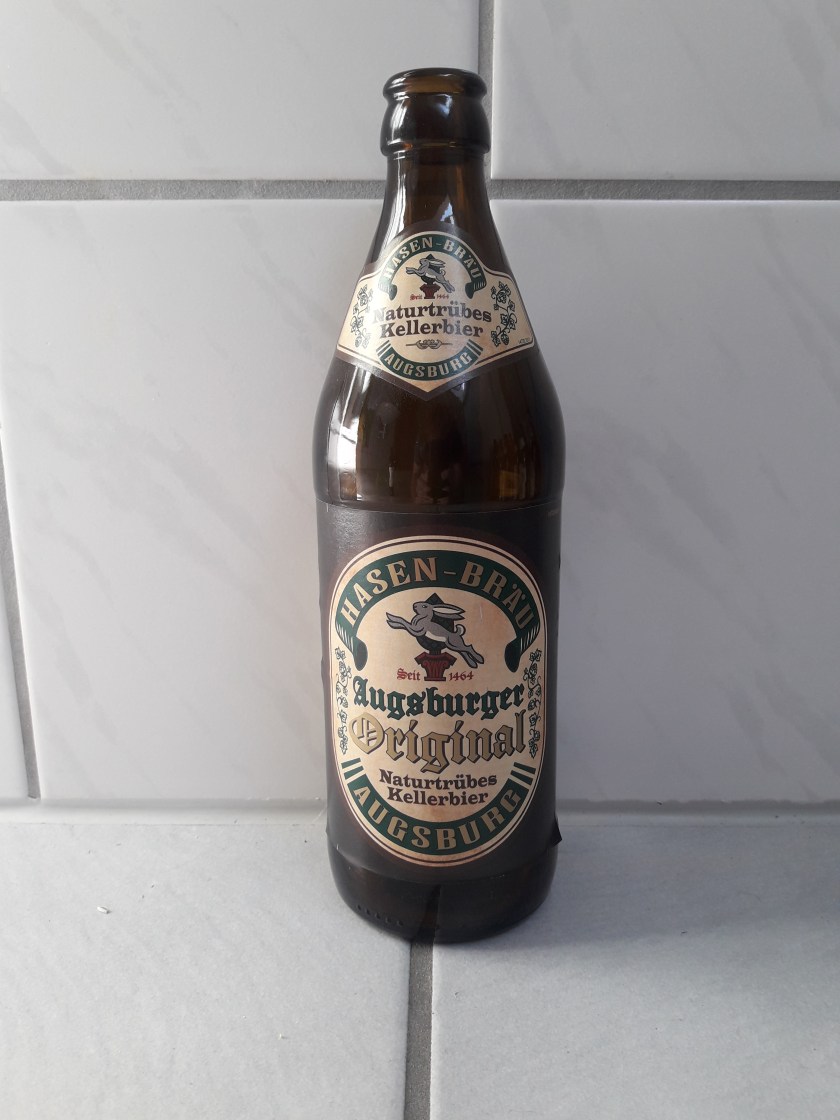 HASEN-BRÄU
Seit 1464
Naturtrübes
Kellerbier
AUGSBURG
HASEN-BRÄU
Seit 1464
Augsburger
Original
Naturtrübes
Kellerbier
AUGSBURG